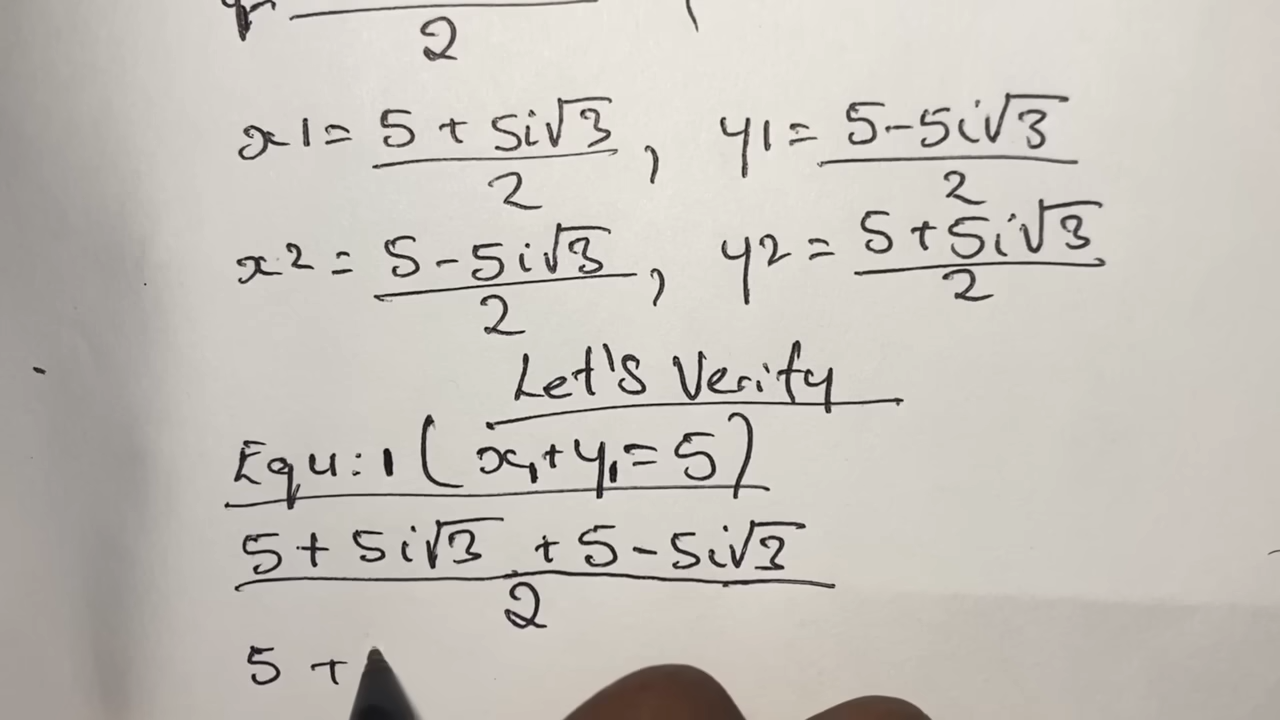 2
x1 = 5 + 5i√3 / 2 , y1 = 5 - 5i√3 / 2
x2 = 5 - 5i√3 / 2 , y2 = 5 + 5i√3 / 2
Let's Verify
Equ: 1 ( x₁ + y₁ = 5 )
5 + 5i√3 + 5 - 5i√3 / 2
5 +